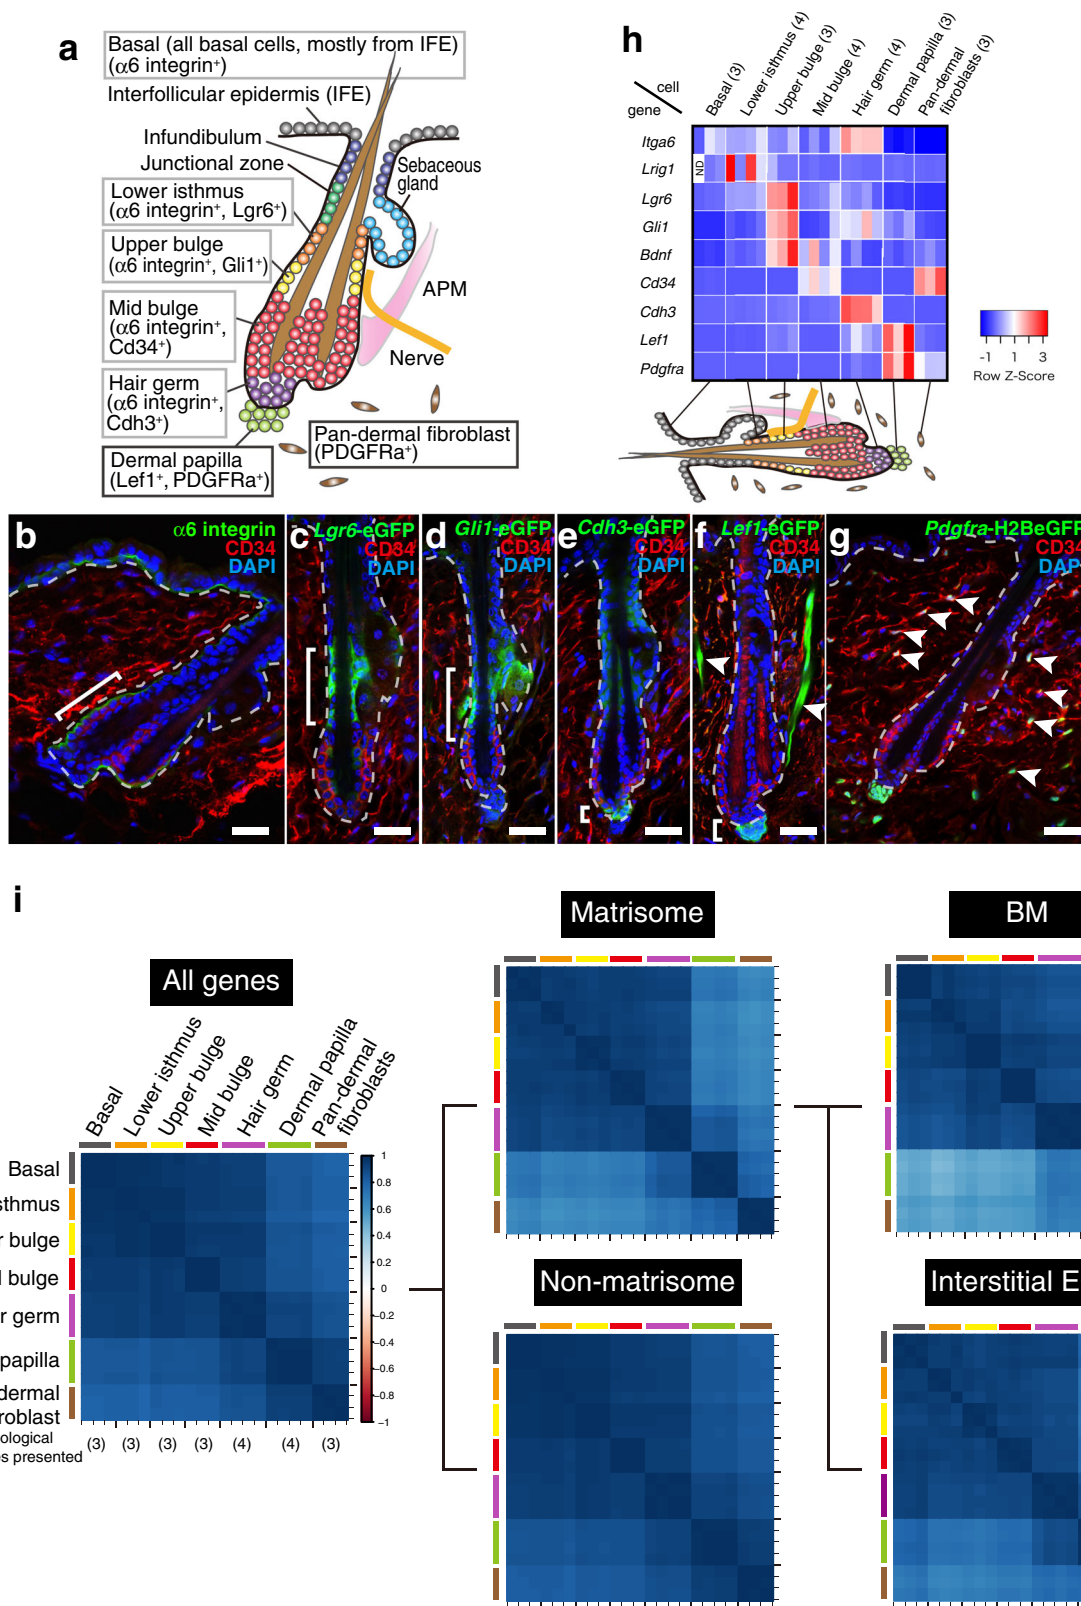 a
Basal (all basal cells, mostly from IFE)
(α6 integrin⁺)
Interfollicular epidermis (IFE)
Infundibulum
Junctional zone
Sebaceous
gland
Lower isthmus
(α6 integrin⁺, Lgr6⁺)
Upper bulge
(α6 integrin⁺, Gli1⁺)
APM
Mid bulge
(α6 integrin⁺,
Cd34⁺)
Nerve
Hair germ
(α6 integrin⁺,
Cdh3⁺)
Pan-dermal fibroblast
(PDGFRa⁺)
Dermal papilla
(Lef1⁺, PDGFRa⁺)
h
cell
gene
Basal (3)
Lower isthmus (4)
Upper bulge (3)
Mid bulge (4)
Hair germ (4)
Dermal papilla (3)
Pan-dermal
fibroblasts (3)
Itga6
ND
Lrig1
Lgr6
Gli1
Bdnf
Cd34
Cdh3
Lef1
Pdgfra
-1 1 3
Row Z-Score
b
α6 integrin
CD34
DAPI
c
Lgr6-eGFP
CD34
DAPI
d
Gli1-eGFP
CD34
DAPI
e
Cdh3-eGFP
CD34
DAPI
f
Lef1-eGFP
CD34
DAPI
g
Pdgfra-H2BeGFP
CD34
DAPI
i
All genes
Basal
Lower isthmus
Upper bulge
Mid bulge
Hair germ
Dermal papilla
Pan-dermal
fibroblasts
Basal
sthmus
r bulge
l bulge
r germ
papilla
dermal
roblast
ological
es presented
(3) (3) (3) (3) (4) (4) (3)
1
0.8
0.6
0.4
0.2
0
-0.2
-0.4
-0.6
-0.8
-1
Matrisome
Non-matrisome
BM
Interstitial E